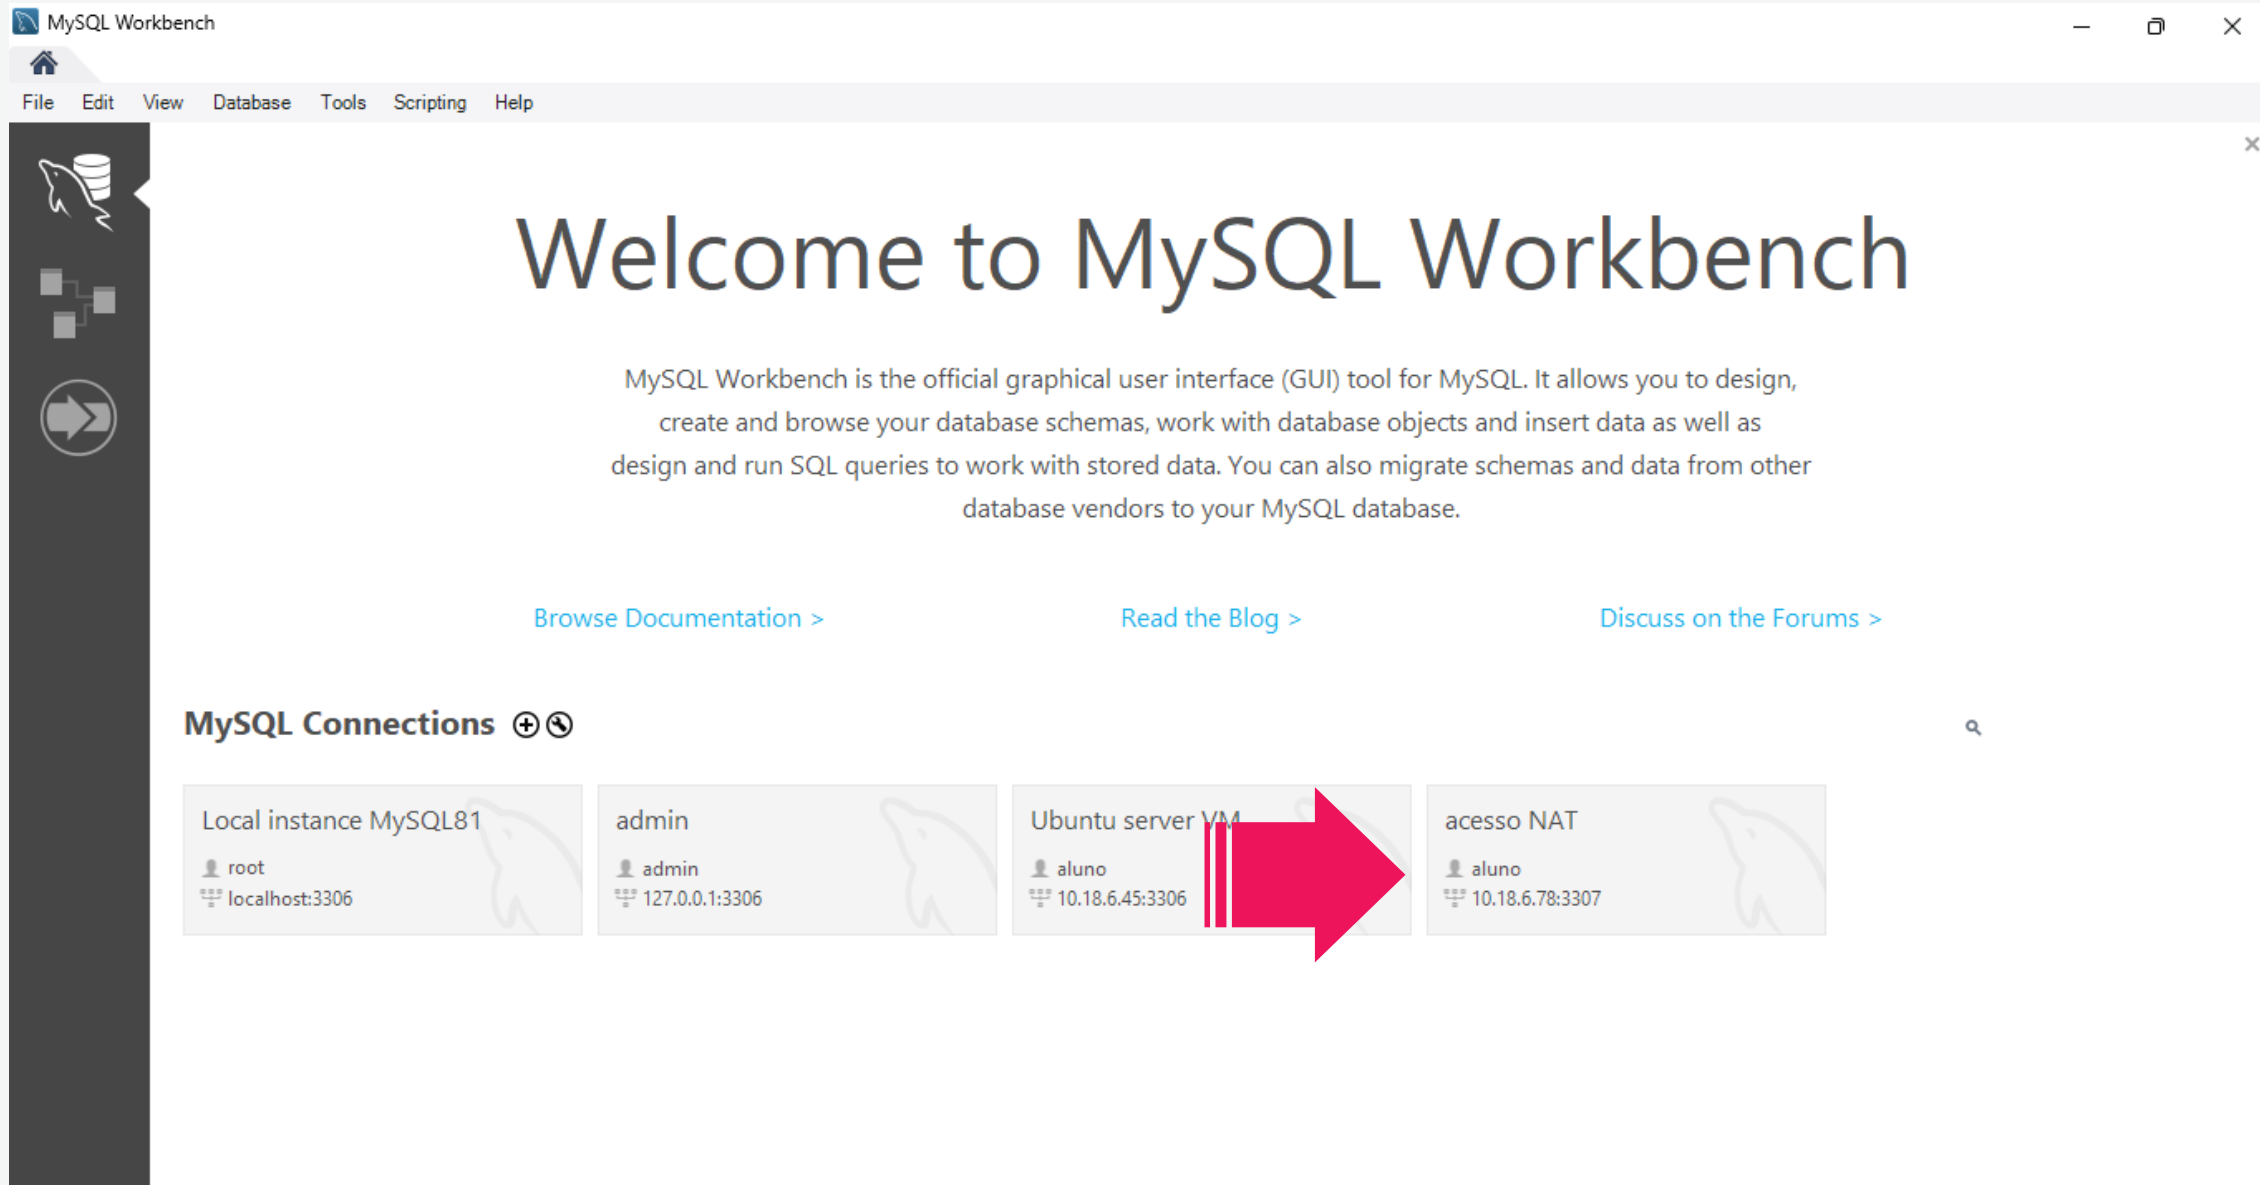 MySQL Workbench
File Edit View Database Tools Scripting Help
Welcome to MySQL Workbench
MySQL Workbench is the official graphical user interface (GUI) tool for MySQL. It allows you to design,
create and browse your database schemas, work with database objects and insert data as well as
design and run SQL queries to work with stored data. You can also migrate schemas and data from other
database vendors to your MySQL database.
Browse Documentation > Read the Blog > Discuss on the Forums >
MySQL Connections
Local instance MySQL81
root
localhost:3306
admin
admin
127.0.0.1:3306
Ubuntu server VM
aluno
10.18.6.45:3306
acesso NAT
aluno
10.18.6.78:3307